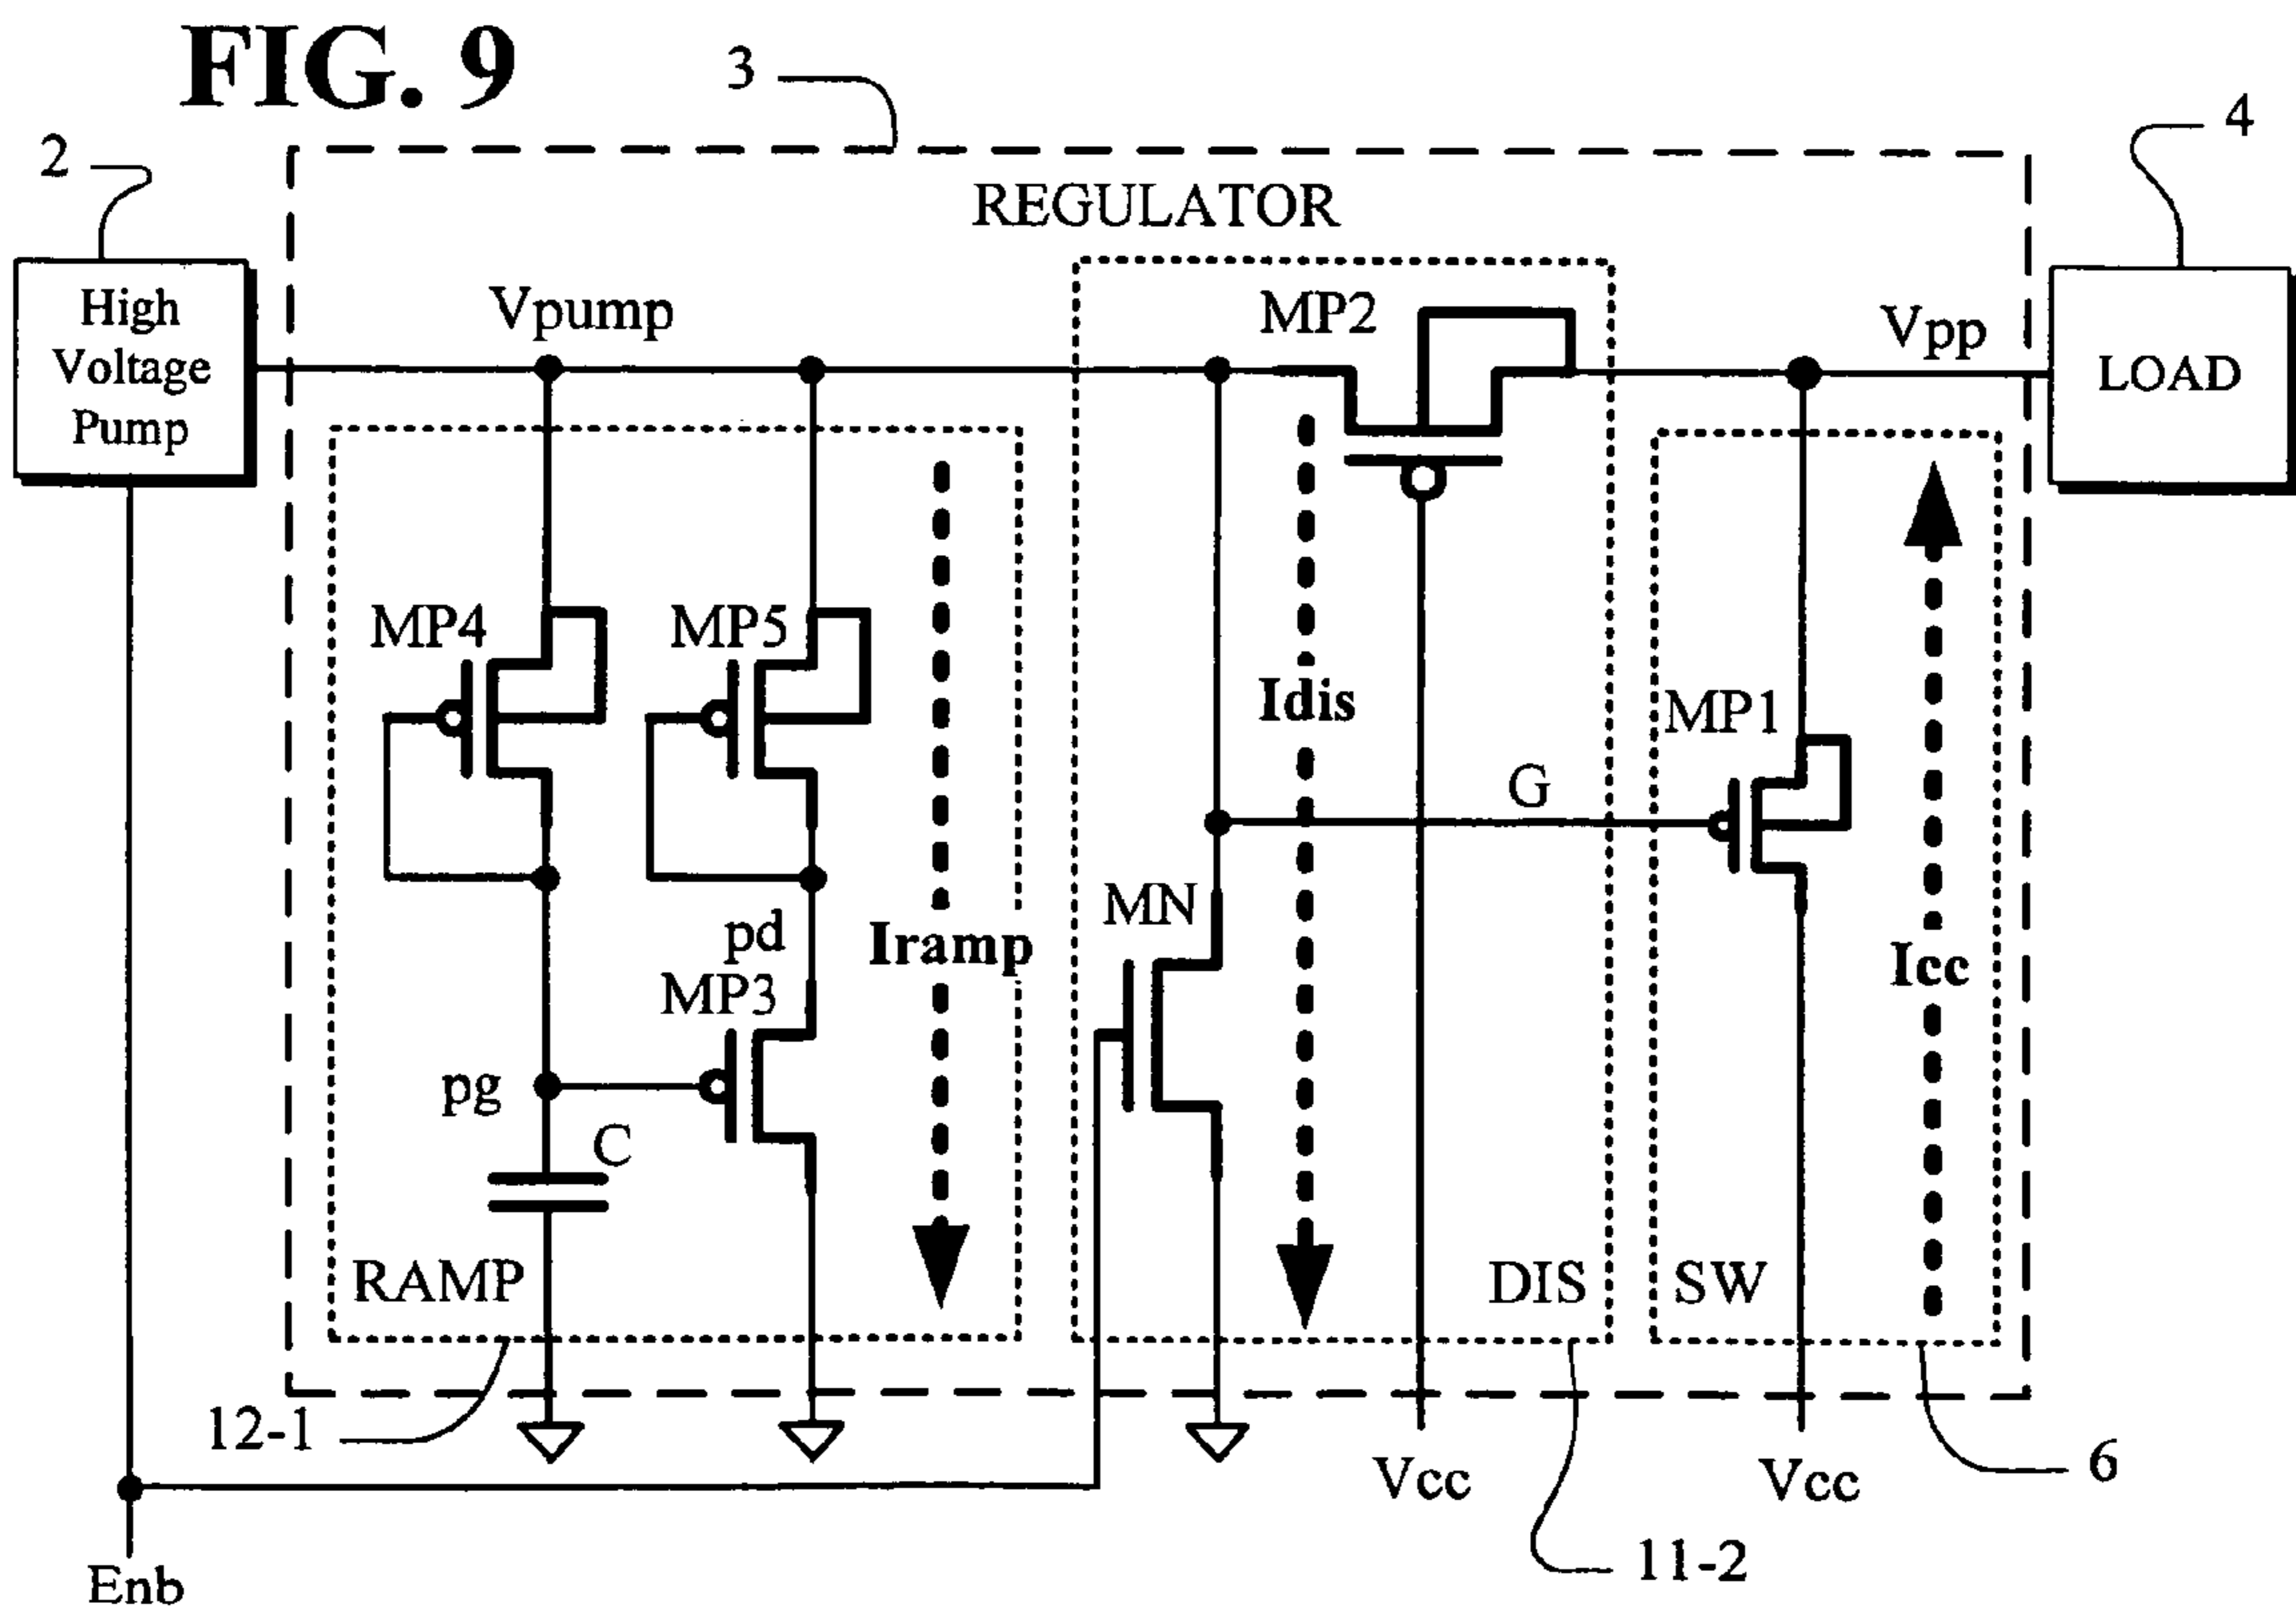 FIG. 9
3
4
2
REGULATOR
High
Voltage
Pump
Vpump
MP2
Vpp
LOAD
MP4
MP5
Idis
MP1
G
MN
pd
Iramp
Icc
MP3
pg
C
RAMP
DIS
SW
12-1
Vcc
Vcc
6
11-2
Enb